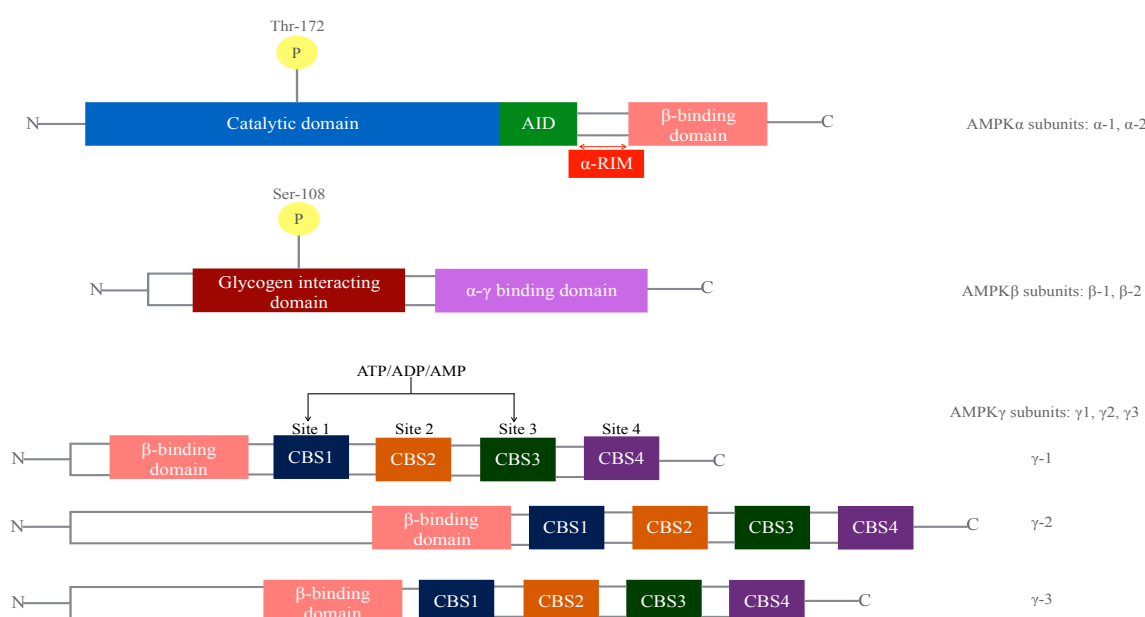 Thr-172
P
N
Catalytic domain
AID
β-binding
domain
C
α-RIM
AMPKα subunits: α-1, α-2
Ser-108
P
N
Glycogen interacting
domain
α-γ binding domain
C
AMPKβ subunits: β-1, β-2
ATP/ADP/AMP
AMPKγ subunits: γ1, γ2, γ3
Site 1
Site 2
Site 3
Site 4
N
β-binding
domain
CBS1
CBS2
CBS3
CBS4
C
γ-1
N
β-binding
domain
CBS1
CBS2
CBS3
CBS4
C
γ-2
N
β-binding
domain
CBS1
CBS2
CBS3
CBS4
C
γ-3